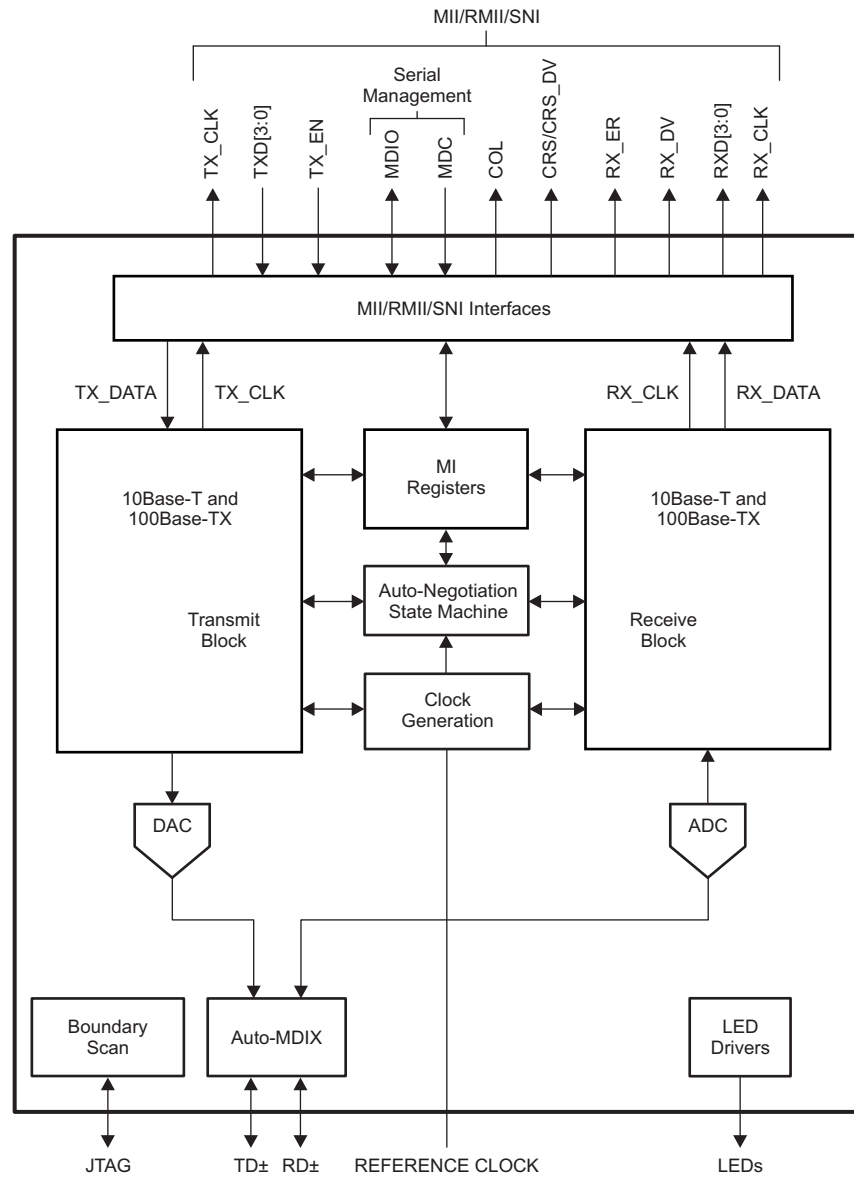 MII/RMII/SNI
Serial
Management
TX_CLK
TXD[3:0]
TX_EN
MDIO
MDC
COL
CRS/CRS_DV
RX_ER
RX_DV
RXD[3:0]
RX_CLK
MII/RMII/SNI Interfaces
TX_DATA
TX_CLK
RX_CLK
RX_DATA
10Base-T and
100Base-TX
Transmit
Block
MI
Registers
Auto-Negotiation
State Machine
Clock
Generation
10Base-T and
100Base-TX
Receive
Block
DAC
ADC
Boundary
Scan
Auto-MDIX
LED
Drivers
JTAG
TD±
RD±
REFERENCE CLOCK
LEDs